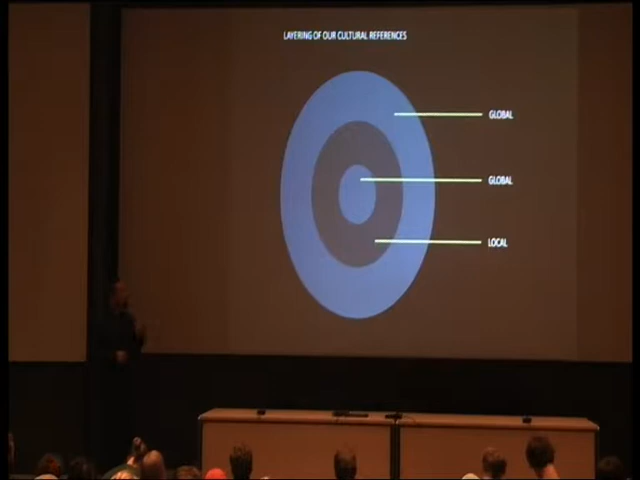 LAYERING OF OUR CULTURAL REFERENCES
GLOBAL
GLOBAL
LOCAL